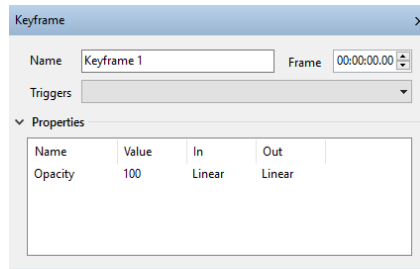 Keyframe
Name Keyframe 1 Frame 00:00:00.00
Triggers
Properties
Name Value In Out
Opacity 100 Linear Linear